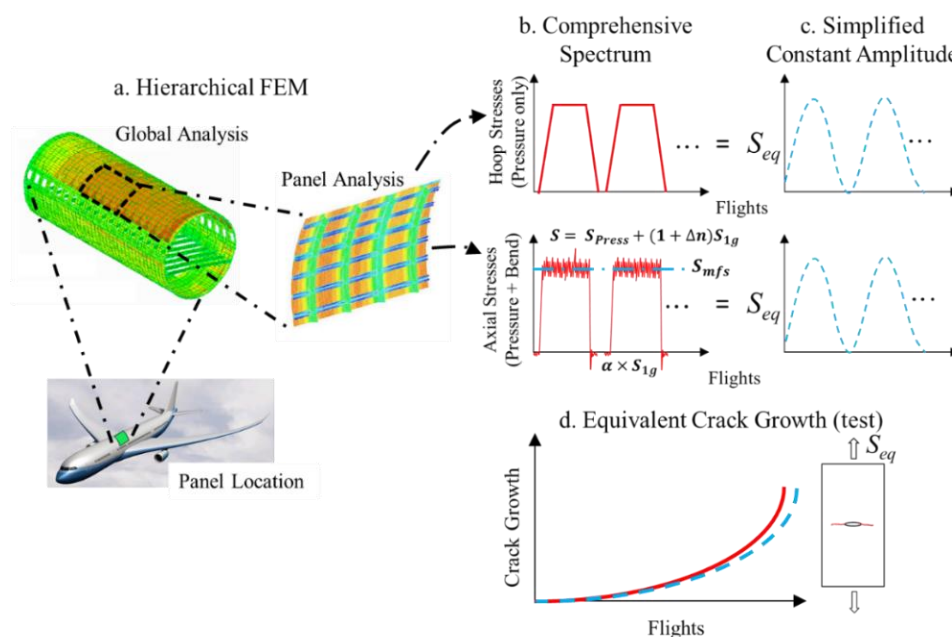 a. Hierarchical FEM
Global Analysis
Panel Analysis
Panel Location
b. Comprehensive
Spectrum
c. Simplified
Constant Amplitude
Hoop Stresses
(Pressure only)
... = S_eq ...
Flights
S = S_Press + (1 + Δn)S_1g
S_mfs
Axial Stresses
(Pressure + Bend)
... = S_eq ...
α × S_1g
Flights
Flights
d. Equivalent Crack Growth (test)
S_eq
Crack Growth
Flights